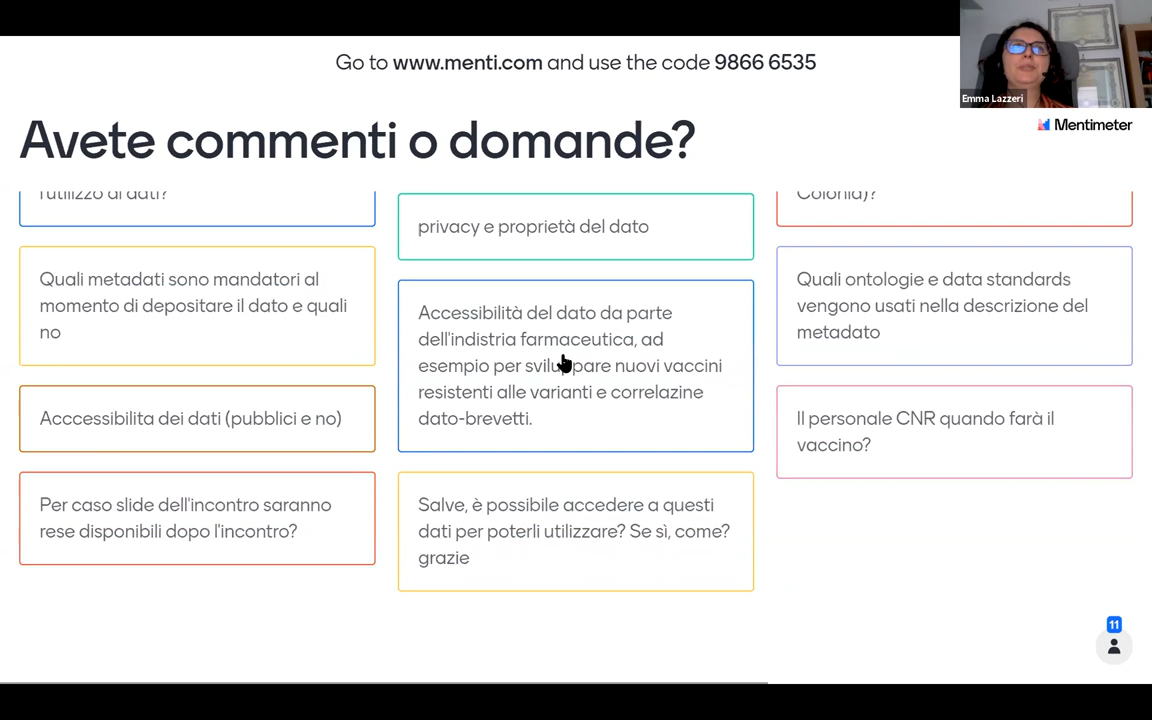 Go to www.menti.com and use the code 9866 6535
Emma Lazzeri
Mentimeter
Avete commenti o domande?
l'utilizzo di dati?
Quali metadati sono mandatori al
momento di depositare il dato e quali
no
Acccessibilita dei dati (pubblici e no)
Per caso slide dell'incontro saranno
rese disponibili dopo l'incontro?
privacy e proprietà del dato
Accessibilità del dato da parte
dell'indistria farmaceutica, ad
esempio per sviluppare nuovi vaccini
resistenti alle varianti e correlazine
dato-brevetti.
Salve, è possibile accedere a questi
dati per poterli utilizzare? Se sì, come?
grazie
Colonia)?
Quali ontologie e data standards
vengono usati nella descrizione del
metadato
Il personale CNR quando farà il
vaccino?
11